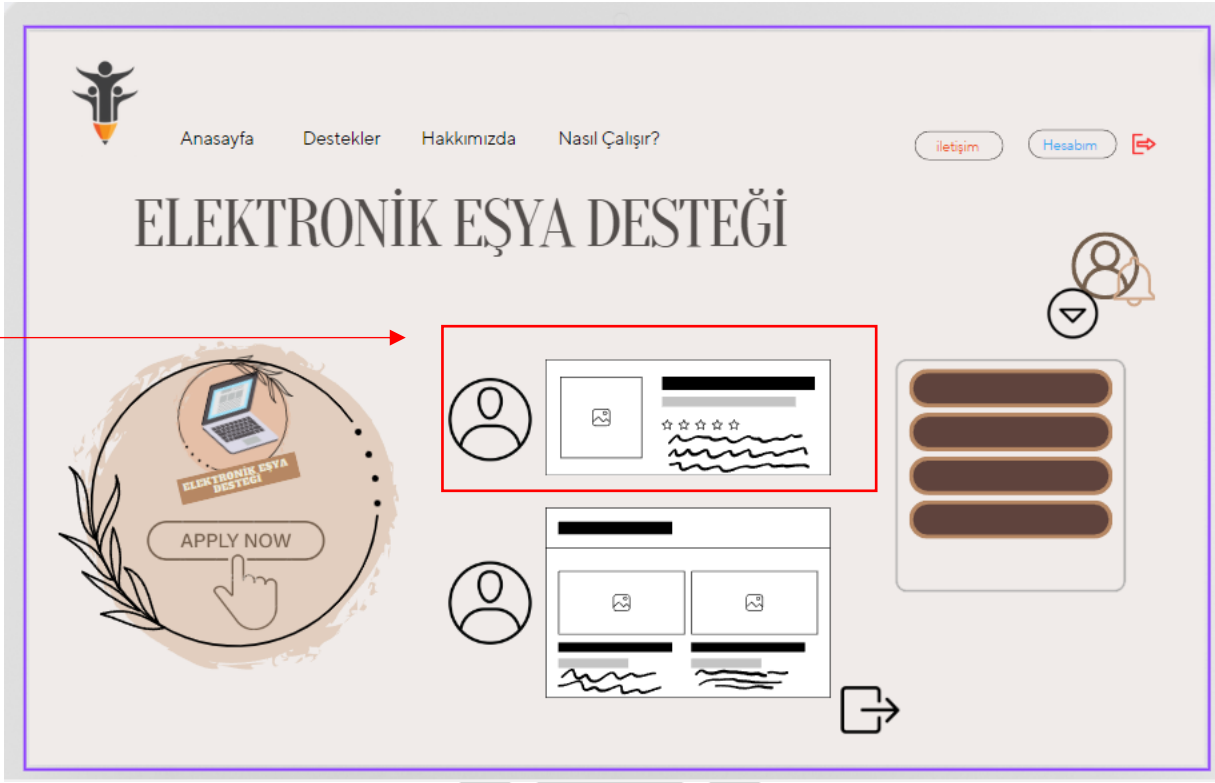 Anasayfa Destekler Hakkımızda Nasıl Çalışır?
iletişim Hesabım
ELEKTRONİK EŞYA DESTEĞİ
ELEKTRONİK EŞYA
DESTEĞİ
APPLY NOW